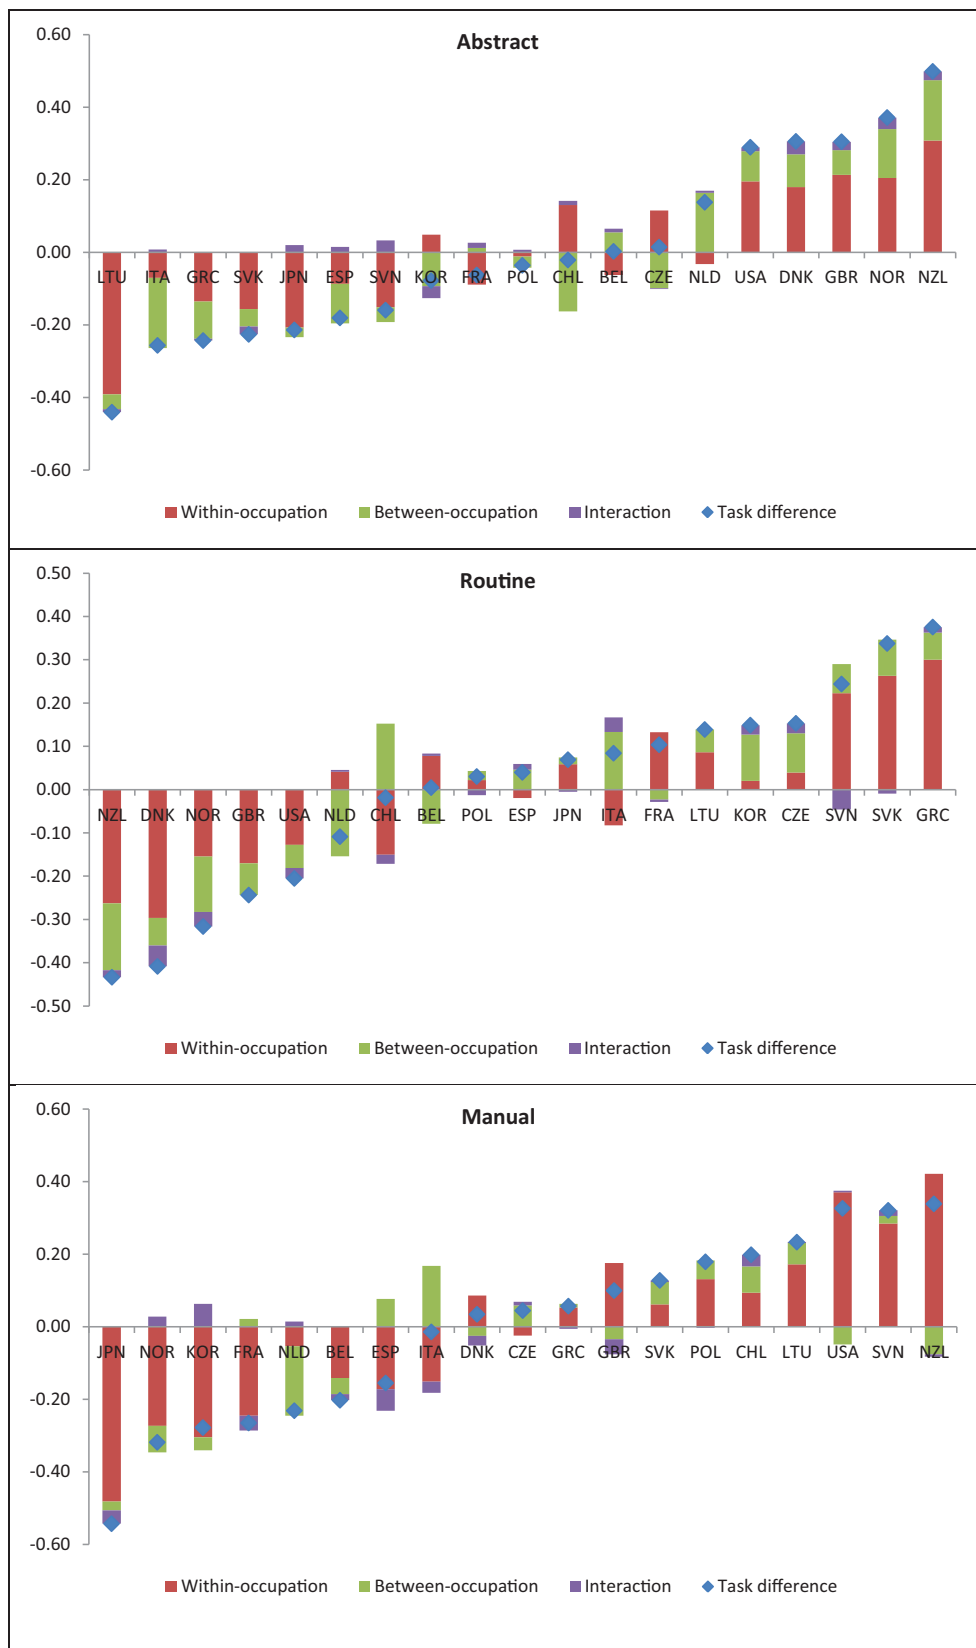 Abstract
0.60
0.40
0.20
0.00
-0.20
-0.40
-0.60
LTU ITA GRC SVK JPN ESP SVN KOR FRA POL CHL BEL CZE NLD USA DNK GBR NOR NZL
Within-occupation Between-occupation Interaction Task difference
Routine
0.50
0.40
0.30
0.20
0.10
0.00
-0.10
-0.20
-0.30
-0.40
-0.50
NZL DNK NOR GBR USA NLD CHL BEL POL ESP JPN ITA FRA LTU KOR CZE SVN SVK GRC
Within-occupation Between-occupation Interaction Task difference
Manual
0.60
0.40
0.20
0.00
-0.20
-0.40
-0.60
JPN NOR KOR FRA NLD BEL ESP ITA DNK CZE GRC GBR SVK POL CHL LTU USA SVN NZL
Within-occupation Between-occupation Interaction Task difference